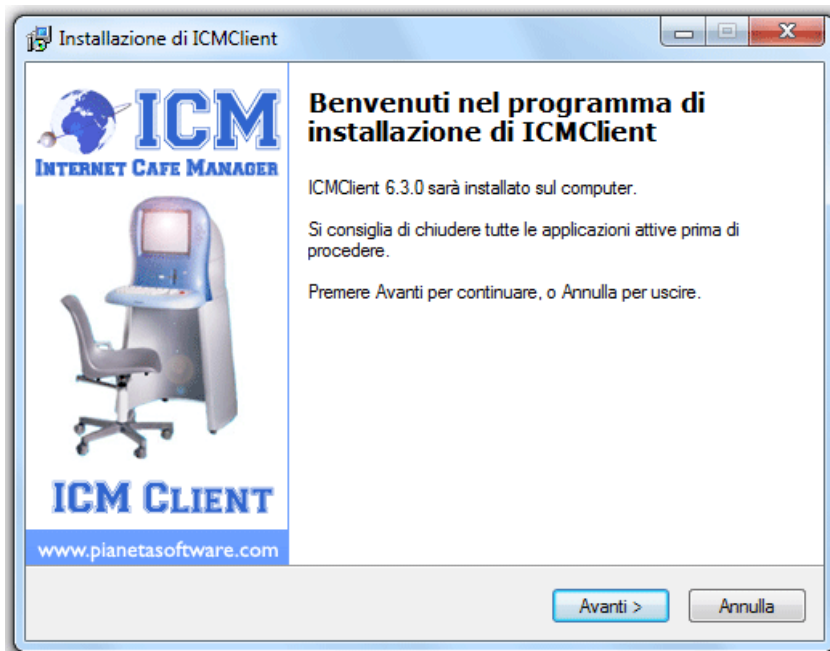 Installazione di ICMClient
ICM
INTERNET CAFE MANAGER
ICM CLIENT
www.pianetasoftware.com
Benvenuti nel programma di
installazione di ICMClient
ICMClient 6.3.0 sarà installato sul computer.
Si consiglia di chiudere tutte le applicazioni attive prima di
procedere.
Premere Avanti per continuare, o Annulla per uscire.
Avanti >
Annulla